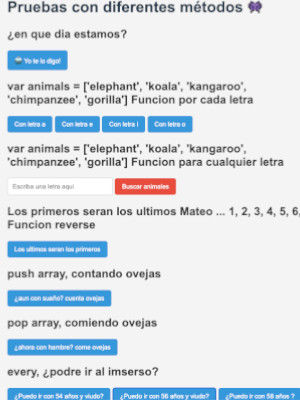 Pruebas con diferentes métodos
¿en que dia estamos?
Yo te lo digo!
var animals = ['elephant', 'koala', 'kangaroo',
'chimpanzee', 'gorilla'] Funcion por cada letra
Con letra a Con letra e Con letra i Con letra o
var animals = ['elephant', 'koala', 'kangaroo',
'chimpanzee', 'gorilla'] Funcion para cualquier letra
Escriba una letra aqui Buscar animales
Los primeros seran los ultimos Mateo ... 1, 2, 3, 4, 5, 6,
Funcion reverse
Los ultimos seran los primeros
push array, contando ovejas
¿aun con sueño? cuenta ovejas
pop array, comiendo ovejas
¿ahora con hambre? come ovejas
every, ¿podre ir al imserso?
¿Puedo ir con 54 años y viudo? ¿Puedo ir con 56 años y viudo? ¿Puedo ir con 58 años ?